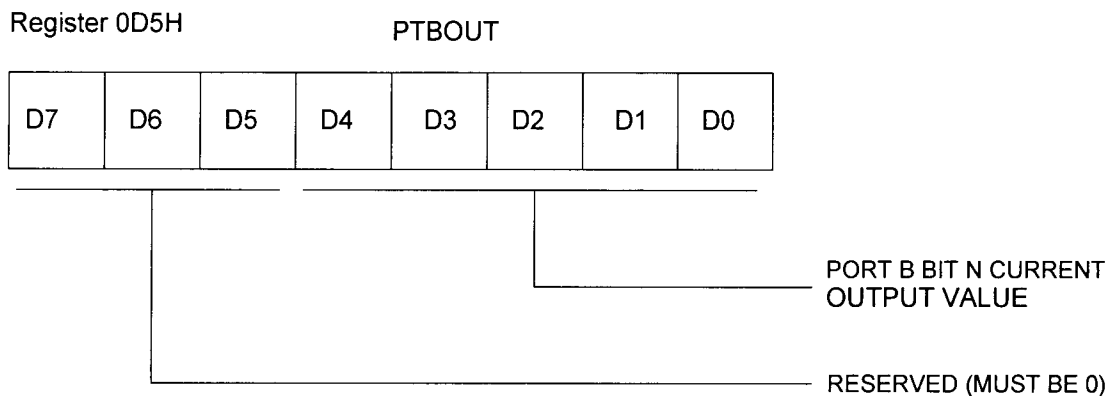 Register 0D5H
PTBOUT
D7 D6 D5 D4 D3 D2 D1 D0
PORT B BIT N CURRENT
OUTPUT VALUE
RESERVED (MUST BE 0)